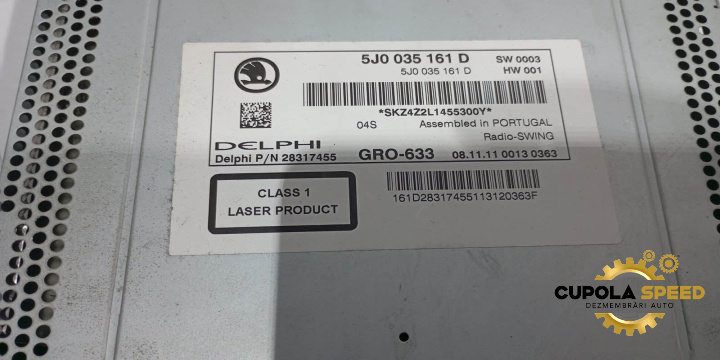 5J0 035 161 D SW 0003
5J0 035 161 D HW 001
*SKZ4Z2L1455300Y*
04S Assembled in PORTUGAL
Radio-SWING
DELPHI
Delphi P/N 28317455 GRO-633 08.11.11 0013 0363
CLASS 1
LASER PRODUCT
161D28317455113120363F
CUPOLA SPEED
DEZMEMBRĂRI AUTO